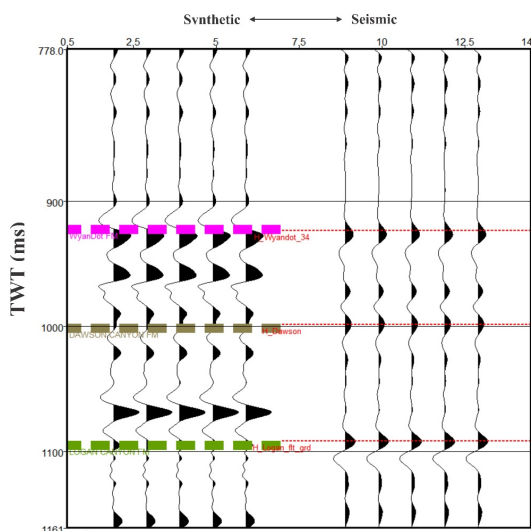 Synthetic Seismic
0,5 2,5 5 7,5 10 12,5 14
778.0
900
WyanDot FM H_Wyandot_34
TWT (ms)
1000
DAWSON CANYON FM H_Dawson
LOGAN CANYON FM H_Logan_flt_grd
1100
1161